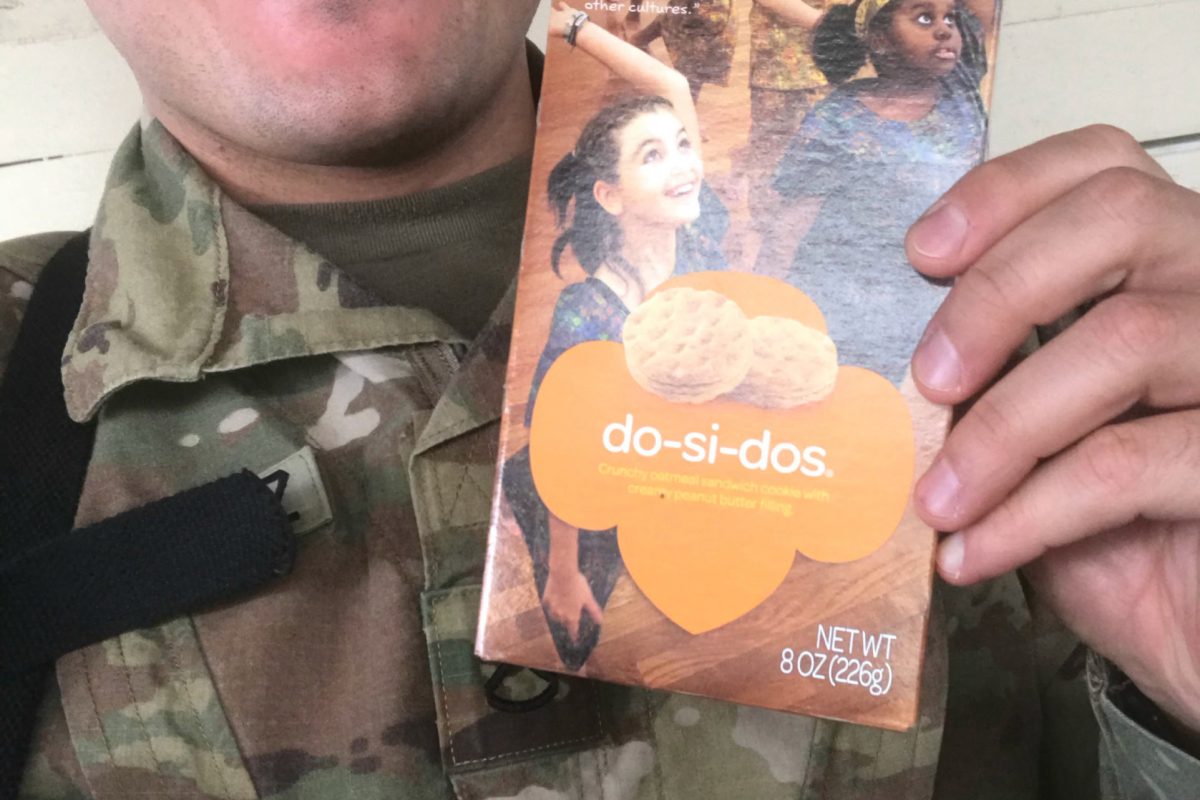 other cultures."
do-si-dos®
Crunchy oatmeal sandwich cookie with
creamy peanut butter filling.
NET WT
8 OZ (226g)